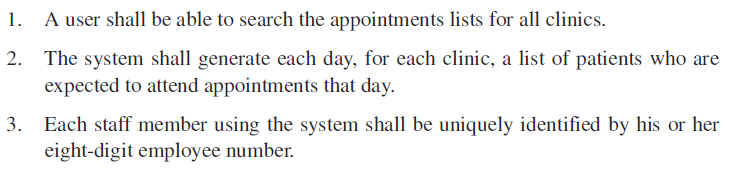 1. A user shall be able to search the appointments lists for all clinics.
2. The system shall generate each day, for each clinic, a list of patients who are
expected to attend appointments that day.
3. Each staff member using the system shall be uniquely identified by his or her
eight-digit employee number.